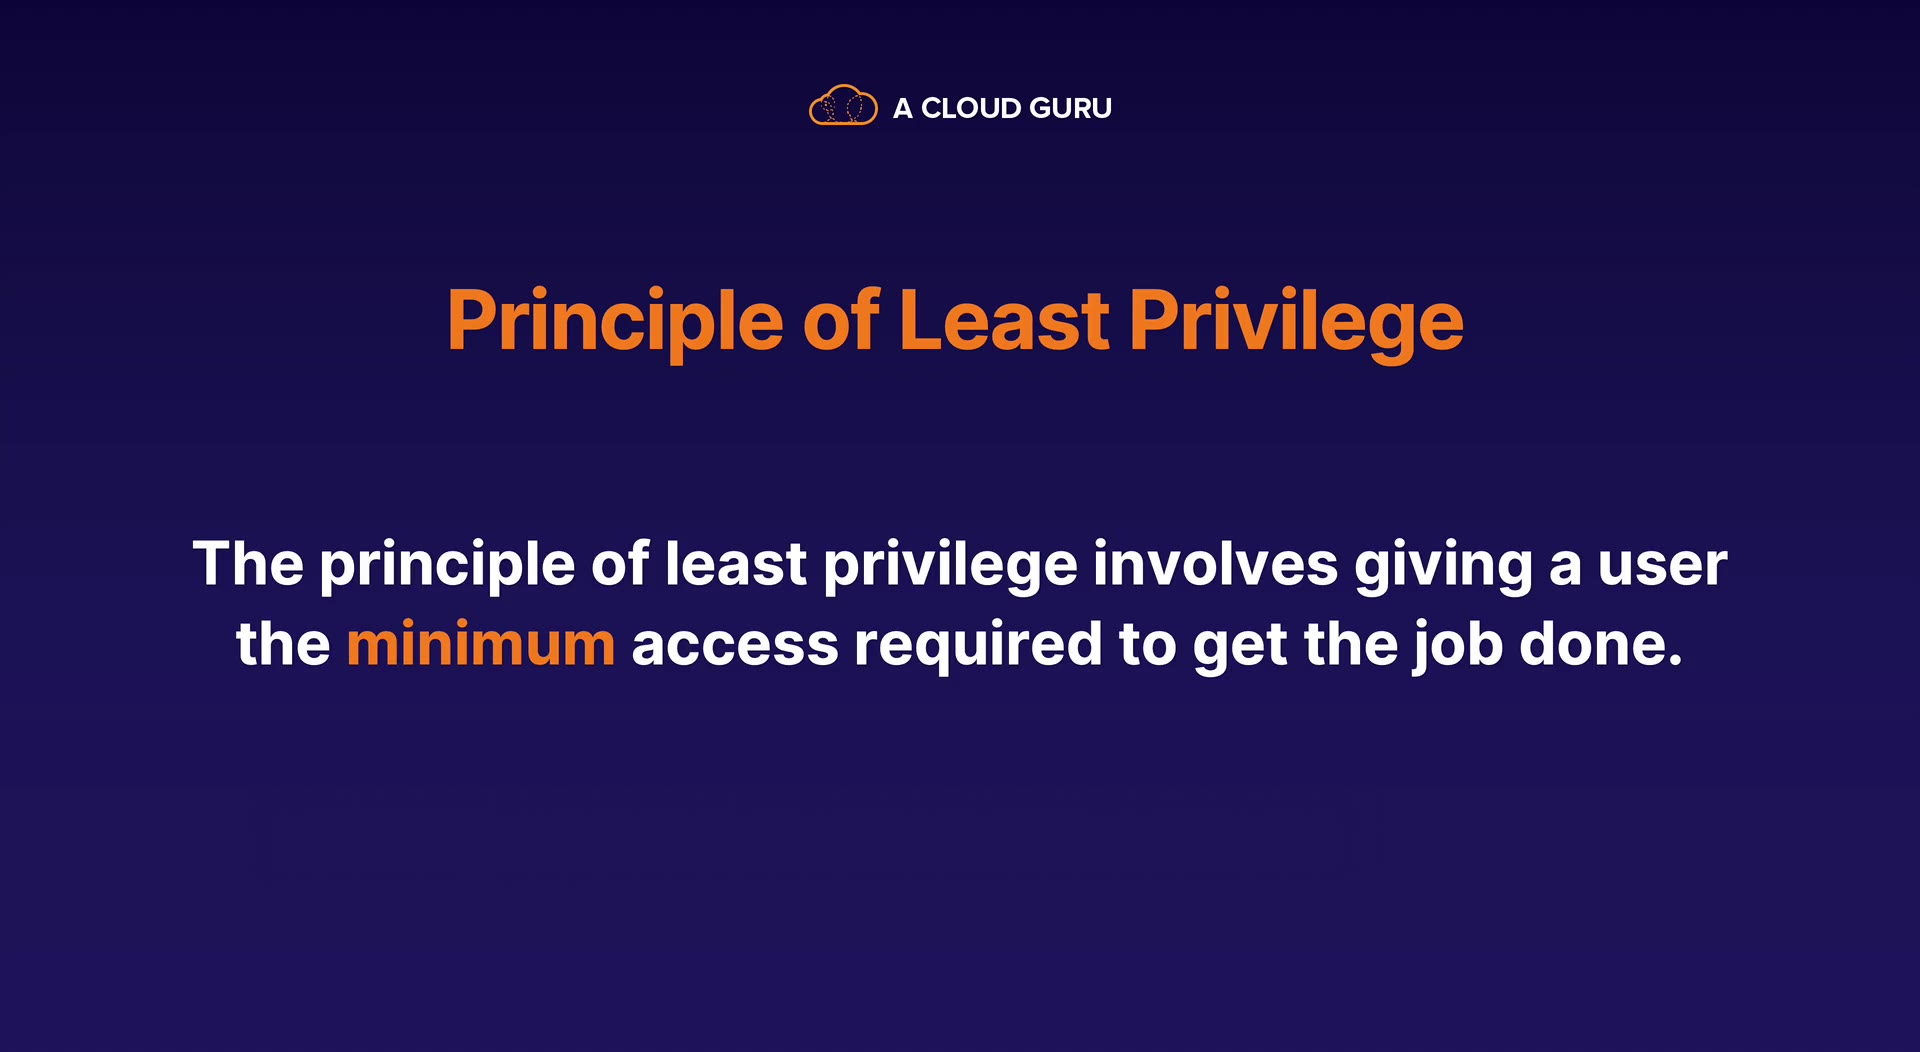 A CLOUD GURU
Principle of Least Privilege
The principle of least privilege involves giving a user
the minimum access required to get the job done.